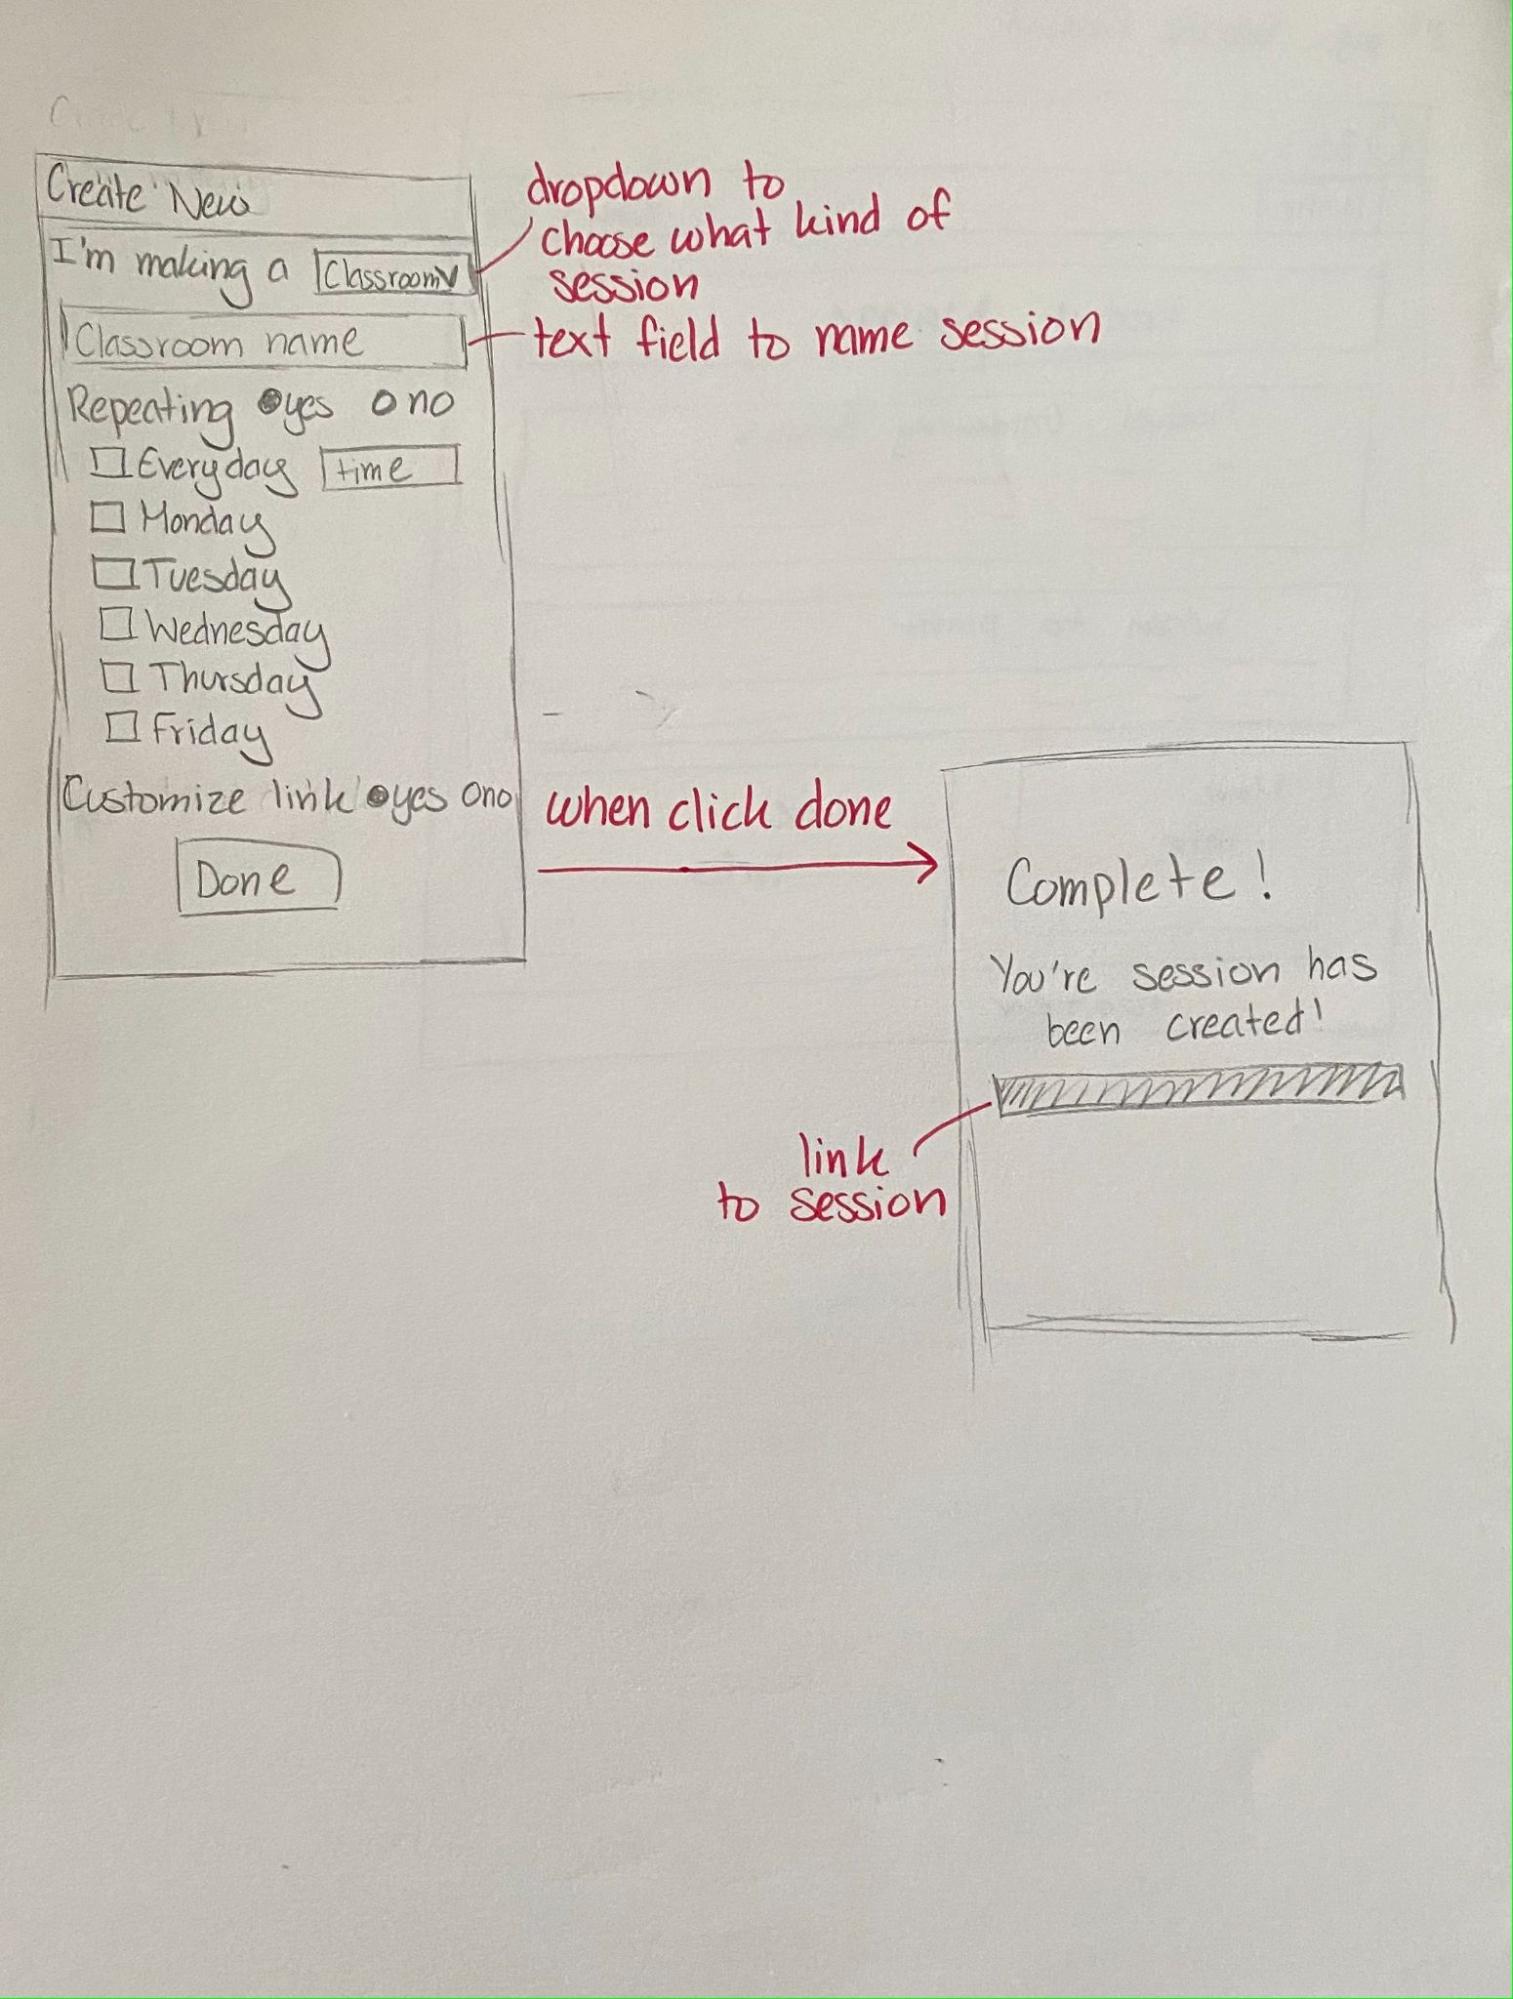 Create New
I'm making a Classroom
Classroom name
Repeating yes no
Everyday time
Monday
Tuesday
Wednesday
Thursday
Friday
Customize link yes no
Done
dropdown to
choose what kind of
session
text field to name session
when click done
Complete!
You're session has
been created!
link
to session